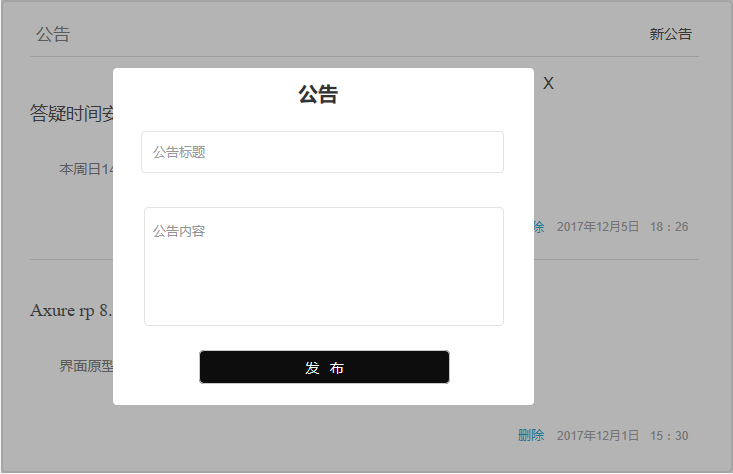 公告
新公告
公告
X
答疑时间安
公告标题
本周日14
公告内容
除 2017年12月5日 18：26
Axure rp 8.
界面原型
发 布
删除 2017年12月1日 15：30